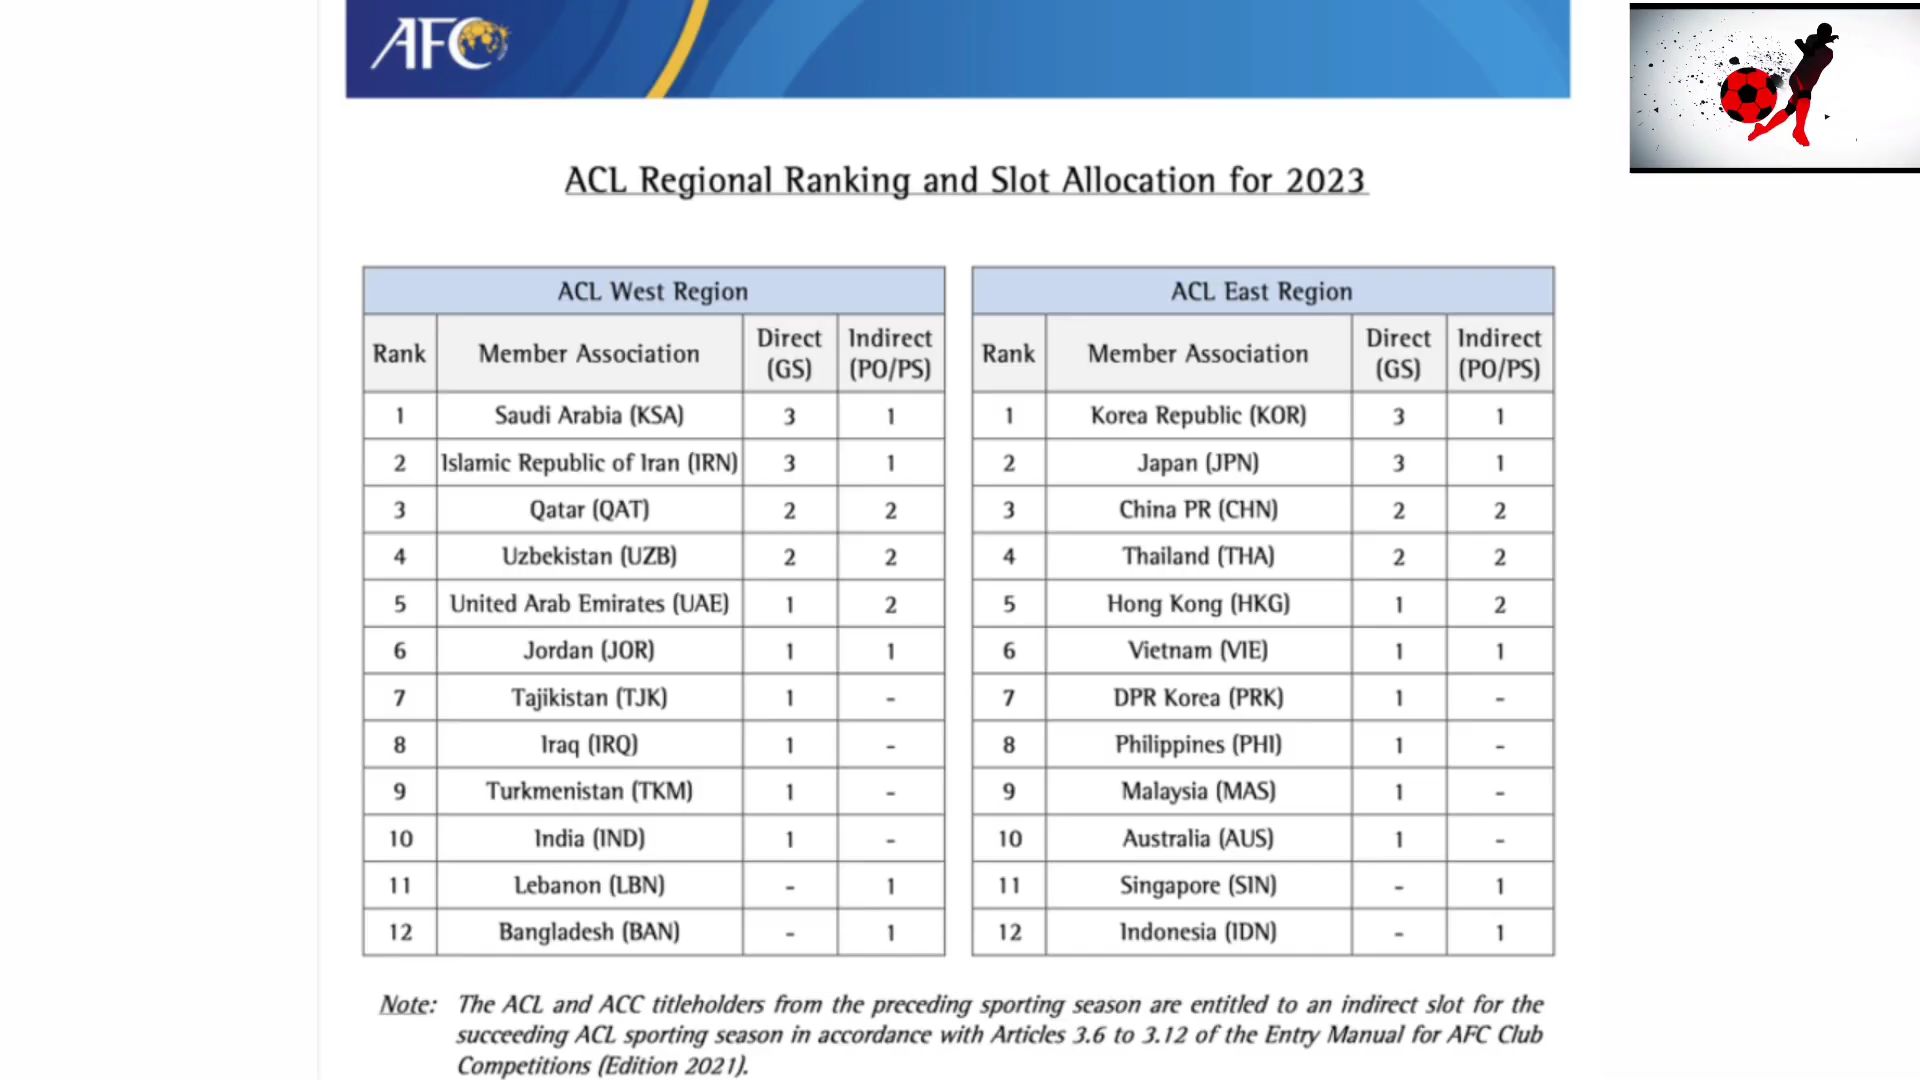 AFC
ACL Regional Ranking and Slot Allocation for 2023
ACL West Region
Rank Member Association Direct (GS) Indirect (PO/PS)
1 Saudi Arabia (KSA) 3 1
2 Islamic Republic of Iran (IRN) 3 1
3 Qatar (QAT) 2 2
4 Uzbekistan (UZB) 2 2
5 United Arab Emirates (UAE) 1 2
6 Jordan (JOR) 1 1
7 Tajikistan (TJK) 1 -
8 Iraq (IRQ) 1 -
9 Turkmenistan (TKM) 1 -
10 India (IND) 1 -
11 Lebanon (LBN) - 1
12 Bangladesh (BAN) - 1
ACL East Region
Rank Member Association Direct (GS) Indirect (PO/PS)
1 Korea Republic (KOR) 3 1
2 Japan (JPN) 3 1
3 China PR (CHN) 2 2
4 Thailand (THA) 2 2
5 Hong Kong (HKG) 1 2
6 Vietnam (VIE) 1 1
7 DPR Korea (PRK) 1 -
8 Philippines (PHI) 1 -
9 Malaysia (MAS) 1 -
10 Australia (AUS) 1 -
11 Singapore (SIN) - 1
12 Indonesia (IDN) - 1
Note: The ACL and ACC titleholders from the preceding sporting season are entitled to an indirect slot for the
succeeding ACL sporting season in accordance with Articles 3.6 to 3.12 of the Entry Manual for AFC Club
Competitions (Edition 2021).